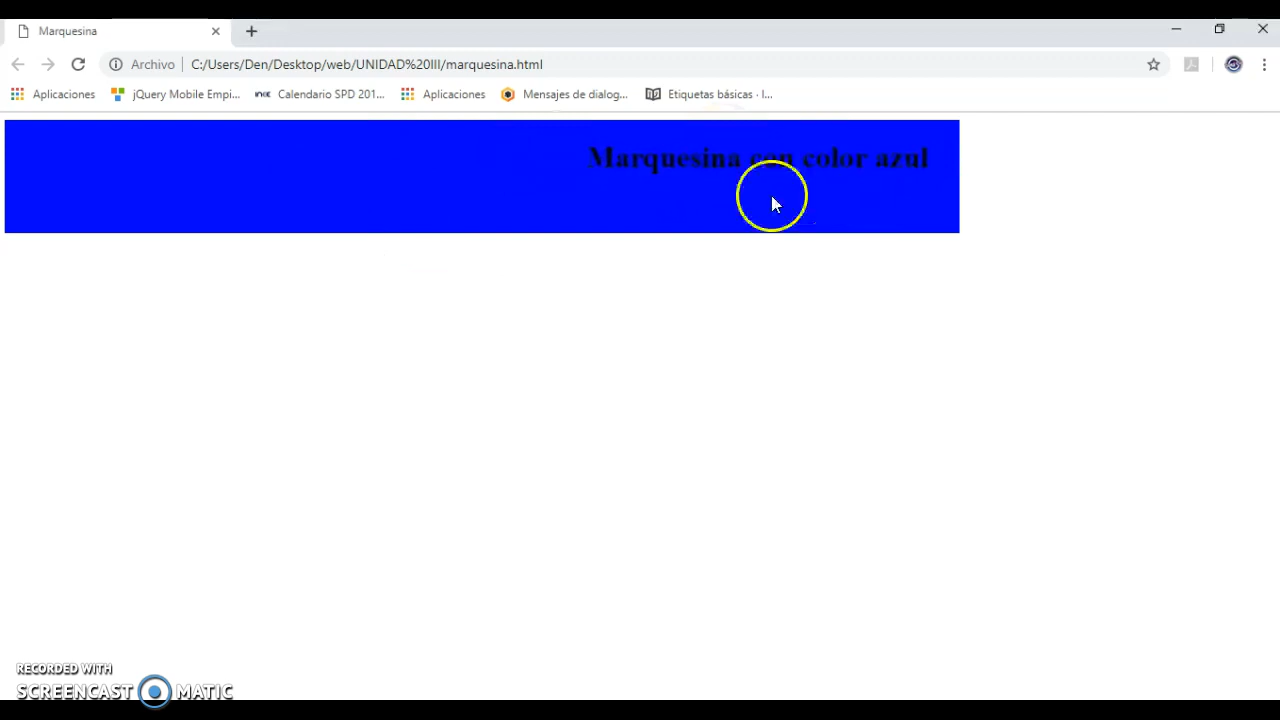 Marquesina
Archivo C:/Users/Den/Desktop/web/UNIDAD%20III/marquesina.html
Aplicaciones jQuery Mobile Empi... Calendario SPD 201... Aplicaciones Mensajes de dialog... Etiquetas básicas · I...
Marquesina con color azul
RECORDED WITH
SCREENCAST MATIC